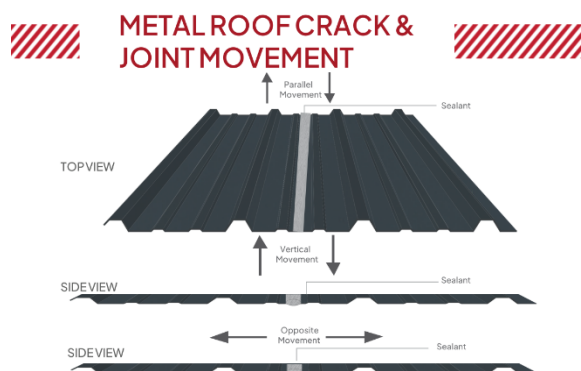 METAL ROOF CRACK &
JOINT MOVEMENT
Parallel
Movement
Sealant
TOP VIEW
Vertical
Movement
SIDE VIEW
Sealant
Opposite
Movement
Sealant
SIDE VIEW